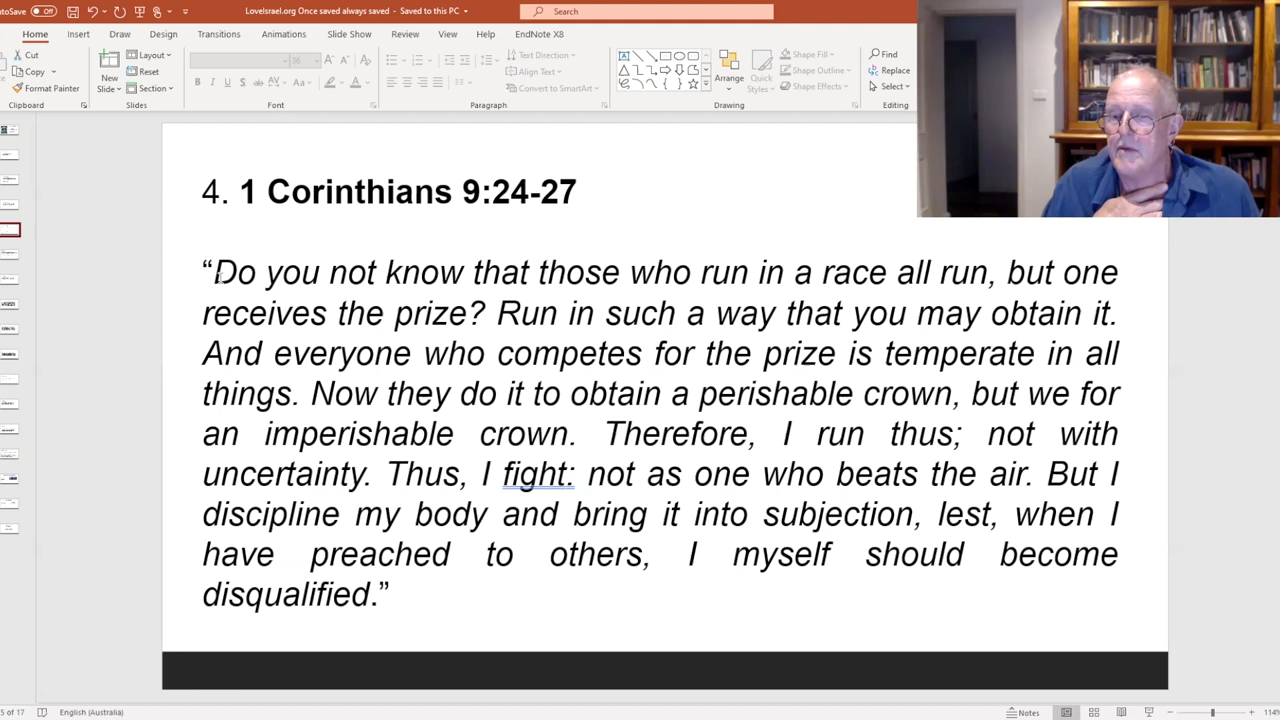 AutoSave Off LoveIsrael.org Once saved always saved - Saved to this PC Search
Home Insert Draw Design Transitions Animations Slide Show Review View Help EndNote X8
Cut Layout Text Direction Shape Fill Find
Copy New Reset Align Text Arrange Quick Shape Outline Replace
Format Painter Slide Section B I U S Convert to SmartArt Styles Shape Effects Select
Clipboard Slides Font Paragraph Drawing Editing
4. 1 Corinthians 9:24-27
“Do you not know that those who run in a race all run, but one
receives the prize? Run in such a way that you may obtain it.
And everyone who competes for the prize is temperate in all
things. Now they do it to obtain a perishable crown, but we for
an imperishable crown. Therefore, I run thus; not with
uncertainty. Thus, I fight: not as one who beats the air. But I
discipline my body and bring it into subjection, lest, when I
have preached to others, I myself should become
disqualified.”
5 of 17 English (Australia) Notes 114%